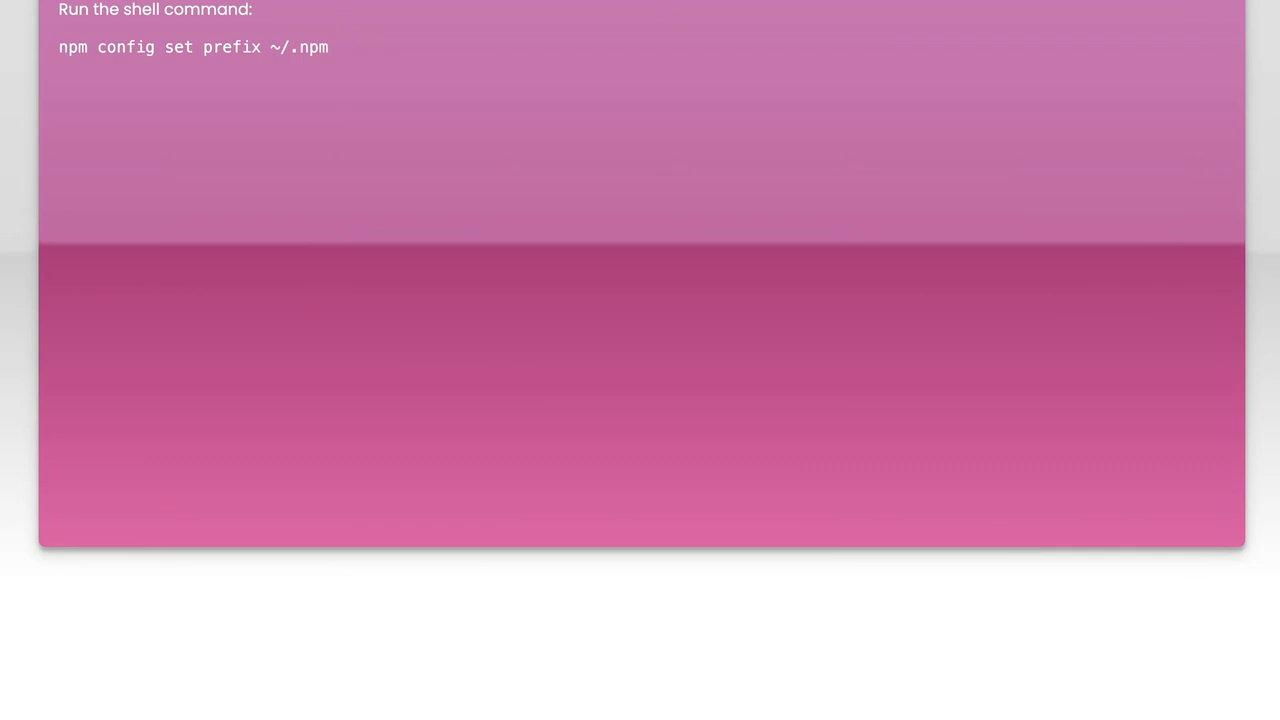 Run the shell command:
npm config set prefix ~/.npm